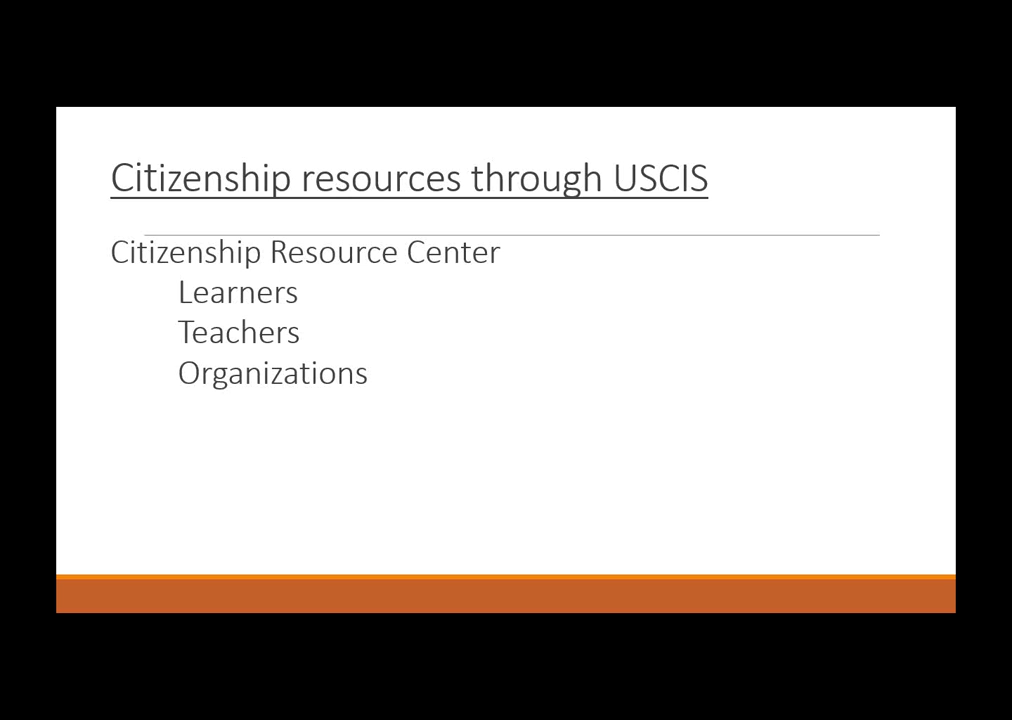 Citizenship resources through USCIS
Citizenship Resource Center
Learners
Teachers
Organizations